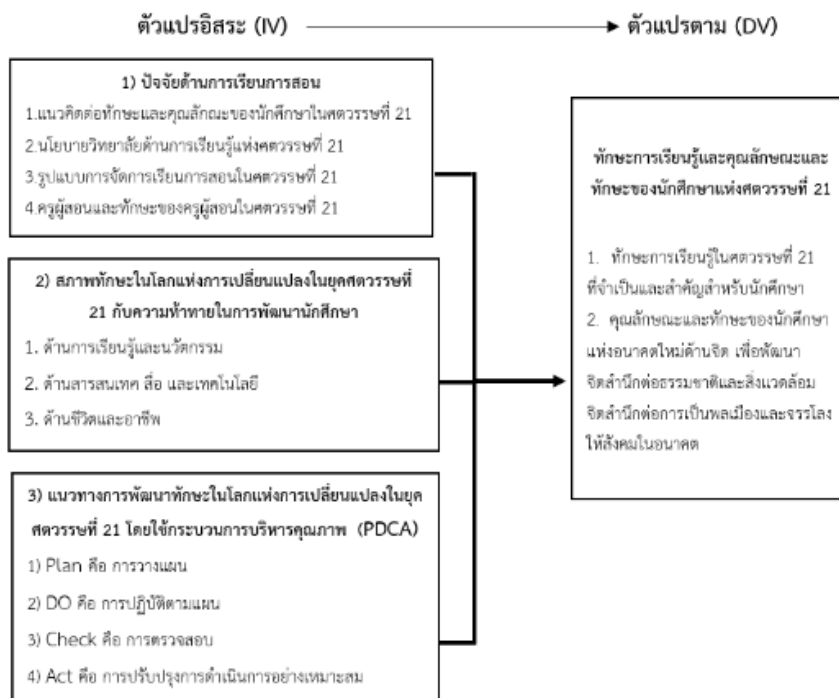 ตัวแปรอิสระ (IV)
ตัวแปรตาม (DV)
1) ปัจจัยด้านการเรียนการสอน
1.แนวคิดต่อทักษะและคุณลักณะของนักศึกษาในศตวรรษที่ 21
2.นโยบายวิทยาลัยด้านการเรียนรู้แห่งศตวรรษที่ 21
3.รูปแบบการจัดการเรียนการสอนในศตวรรษที่ 21
4.ครูผู้สอนและทักษะของครูผู้สอนในศตวรรษที่ 21
2) สภาพทักษะในโลกแห่งการเปลี่ยนแปลงในยุคศตวรรษที่
21 กับความท้าทายในการพัฒนานักศึกษา
1. ด้านการเรียนรู้และนวัตกรรม
2. ด้านสารสนเทศ สื่อ และเทคโนโลยี
3. ด้านชีวิตและอาชีพ
3) แนวทางการพัฒนาทักษะในโลกแห่งการเปลี่ยนแปลงในยุค
ศตวรรษที่ 21 โดยใช้กระบวนการบริหารคุณภาพ (PDCA)
1) Plan คือ การวางแผน
2) DO คือ การปฏิบัติตามแผน
3) Check คือ การตรวจสอบ
4) Act คือ การปรับปรุงการดำเนินการอย่างเหมาะสม
ทักษะการเรียนรู้และคุณลักษณะและ
ทักษะของนักศึกษาแห่งศตวรรษที่ 21
1. ทักษะการเรียนรู้ในศตวรรษที่ 21
ที่จำเป็นและสำคัญสำหรับนักศึกษา
2. คุณลักษณะและทักษะของนักศึกษา
แห่งอนาคตใหม่ด้านจิต เพื่อพัฒนา
จิตสำนึกต่อธรรมชาติและสิ่งแวดล้อม
จิตสำนึกต่อการเป็นพลเมืองและจรรโลง
ให้สังคมในอนาคต